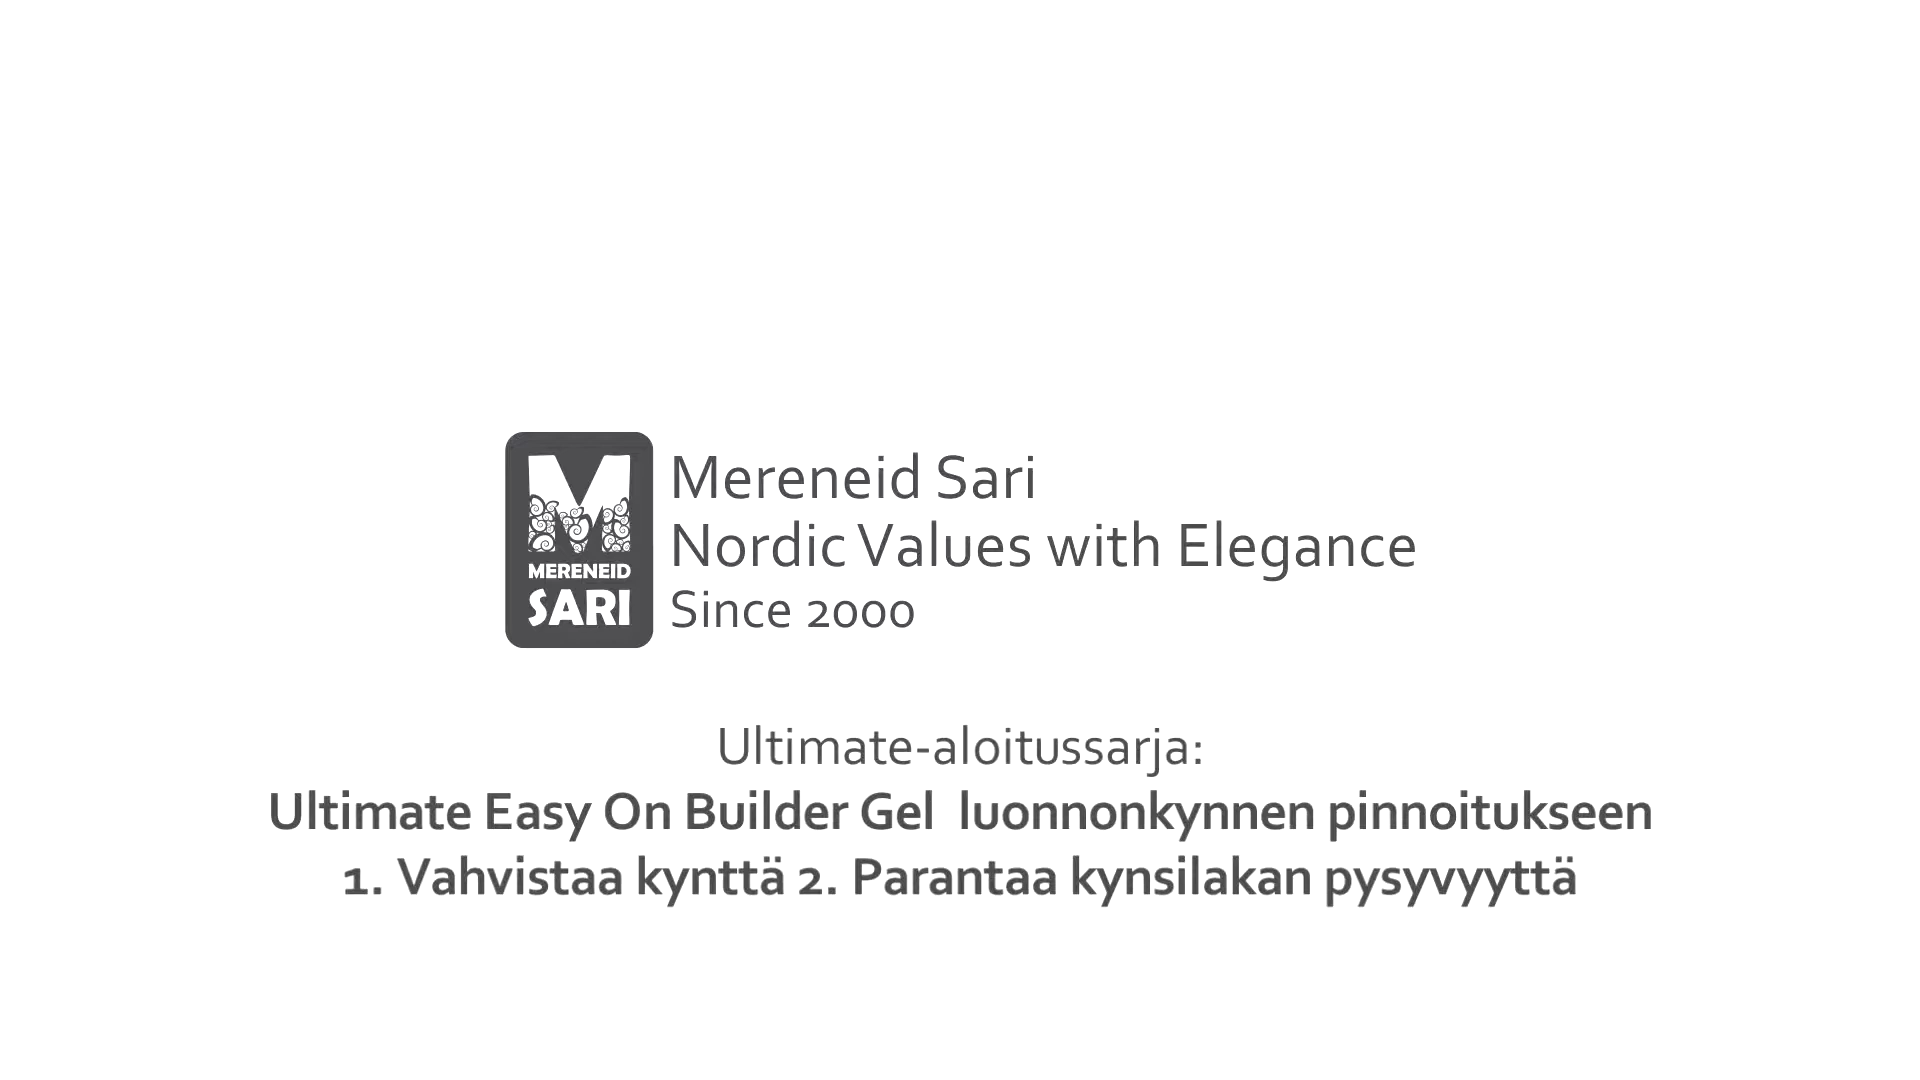 MERENEID
SARI
Mereneid Sari
Nordic Values with Elegance
Since 2000
Ultimate-aloitussarja:
Ultimate Easy On Builder Gel luonnonkynnen pinnoitukseen
1. Vahvistaa kynttä 2. Parantaa kynsilakan pysyvyyttä